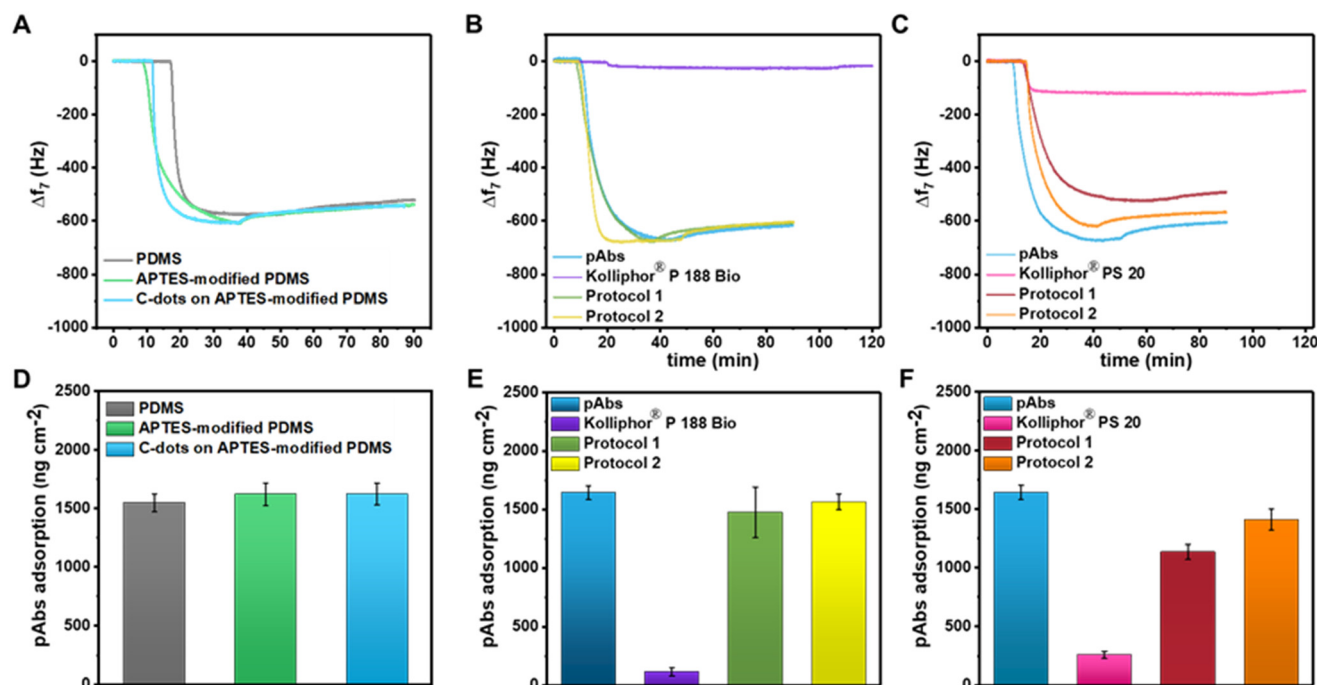 A
0
-200
-400
-600
-800
-1000
Δf7 (Hz)
PDMS
APTES-modified PDMS
C-dots on APTES-modified PDMS
0 10 20 30 40 50 60 70 80 90
B
0
-200
-400
-600
-800
-1000
Δf7 (Hz)
pAbs
Kolliphor® P 188 Bio
Protocol 1
Protocol 2
0 20 40 60 80 100 120
time (min)
C
0
-200
-400
-600
-800
-1000
Δf7 (Hz)
pAbs
Kolliphor® PS 20
Protocol 1
Protocol 2
0 20 40 60 80 100 120
time (min)
D
2500
2000
1500
1000
500
0
pAbs adsorption (ng cm-2)
PDMS
APTES-modified PDMS
C-dots on APTES-modified PDMS
E
2500
2000
1500
1000
500
0
pAbs adsorption (ng cm-2)
pAbs
Kolliphor® P 188 Bio
Protocol 1
Protocol 2
F
2500
2000
1500
1000
500
0
pAbs adsorption (ng cm-2)
pAbs
Kolliphor® PS 20
Protocol 1
Protocol 2